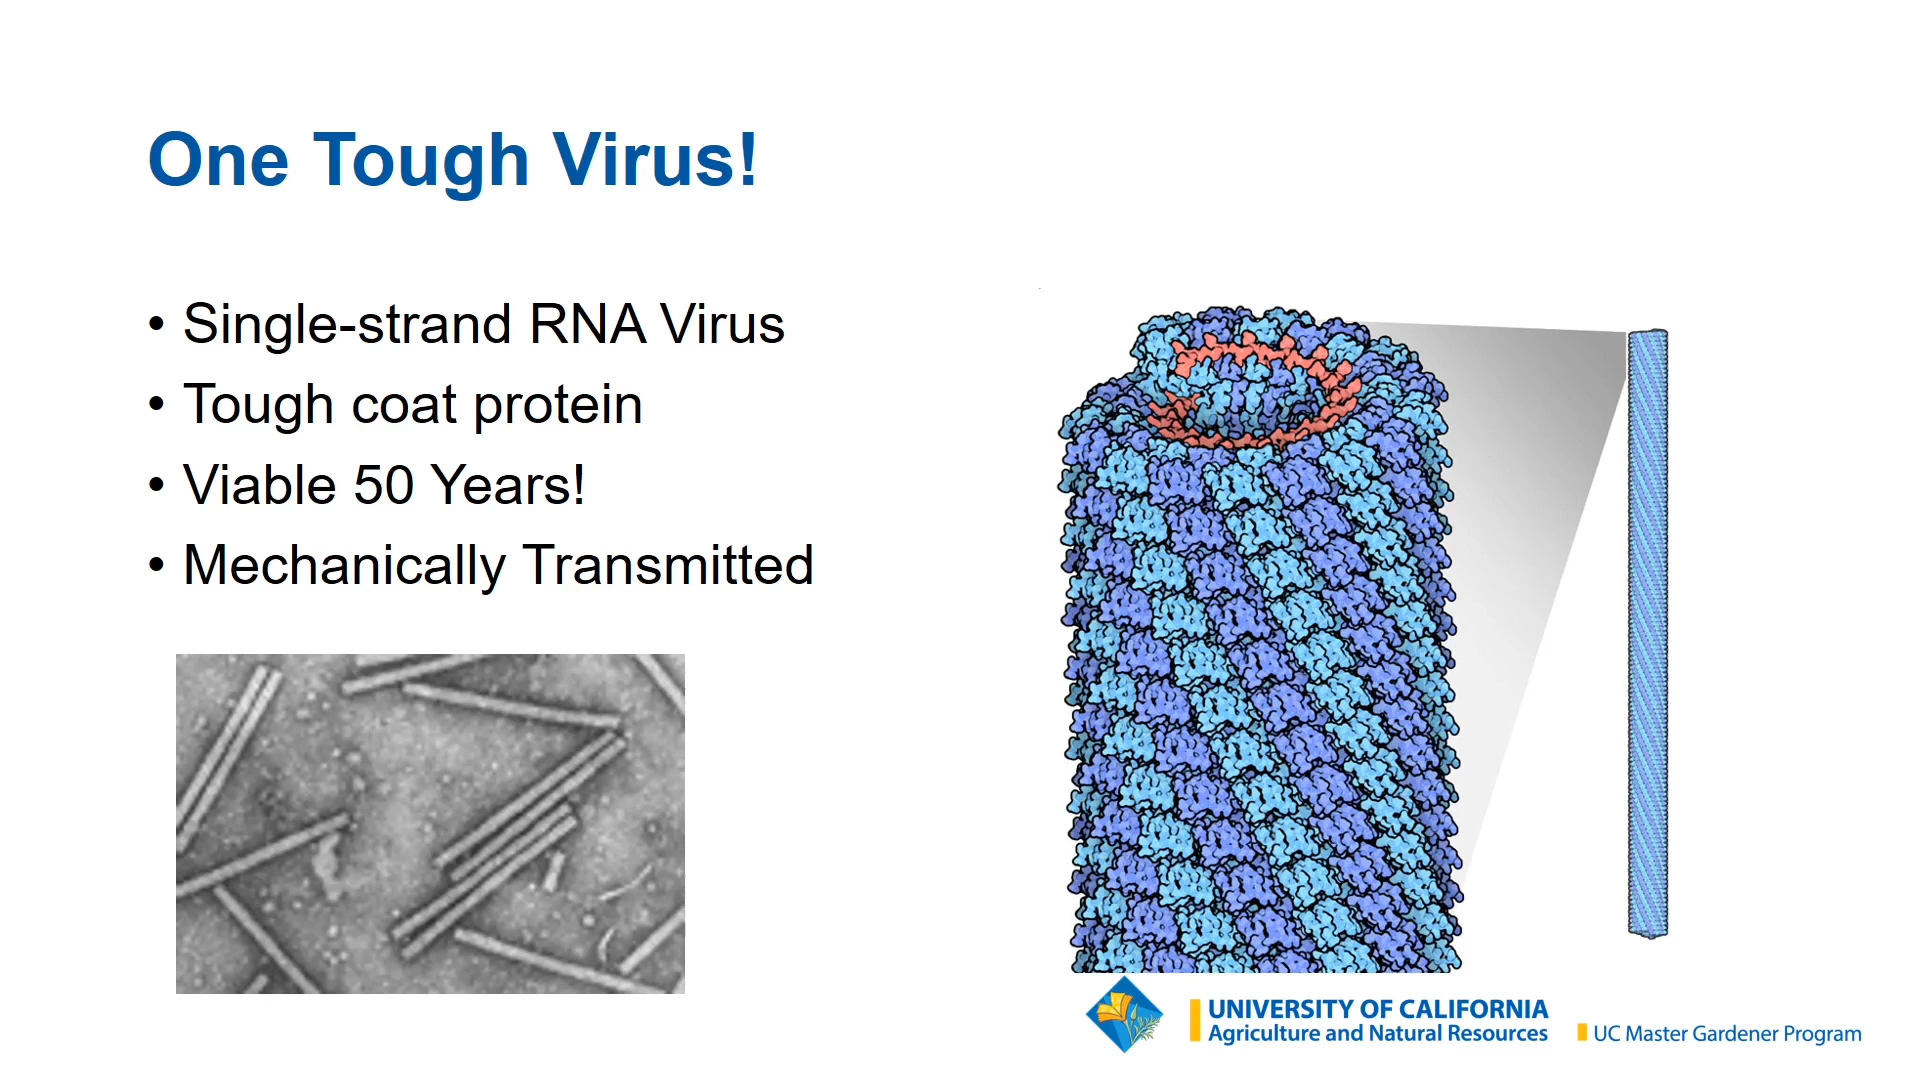 One Tough Virus!
• Single-strand RNA Virus
• Tough coat protein
• Viable 50 Years!
• Mechanically Transmitted
UNIVERSITY OF CALIFORNIA
Agriculture and Natural Resources
UC Master Gardener Program